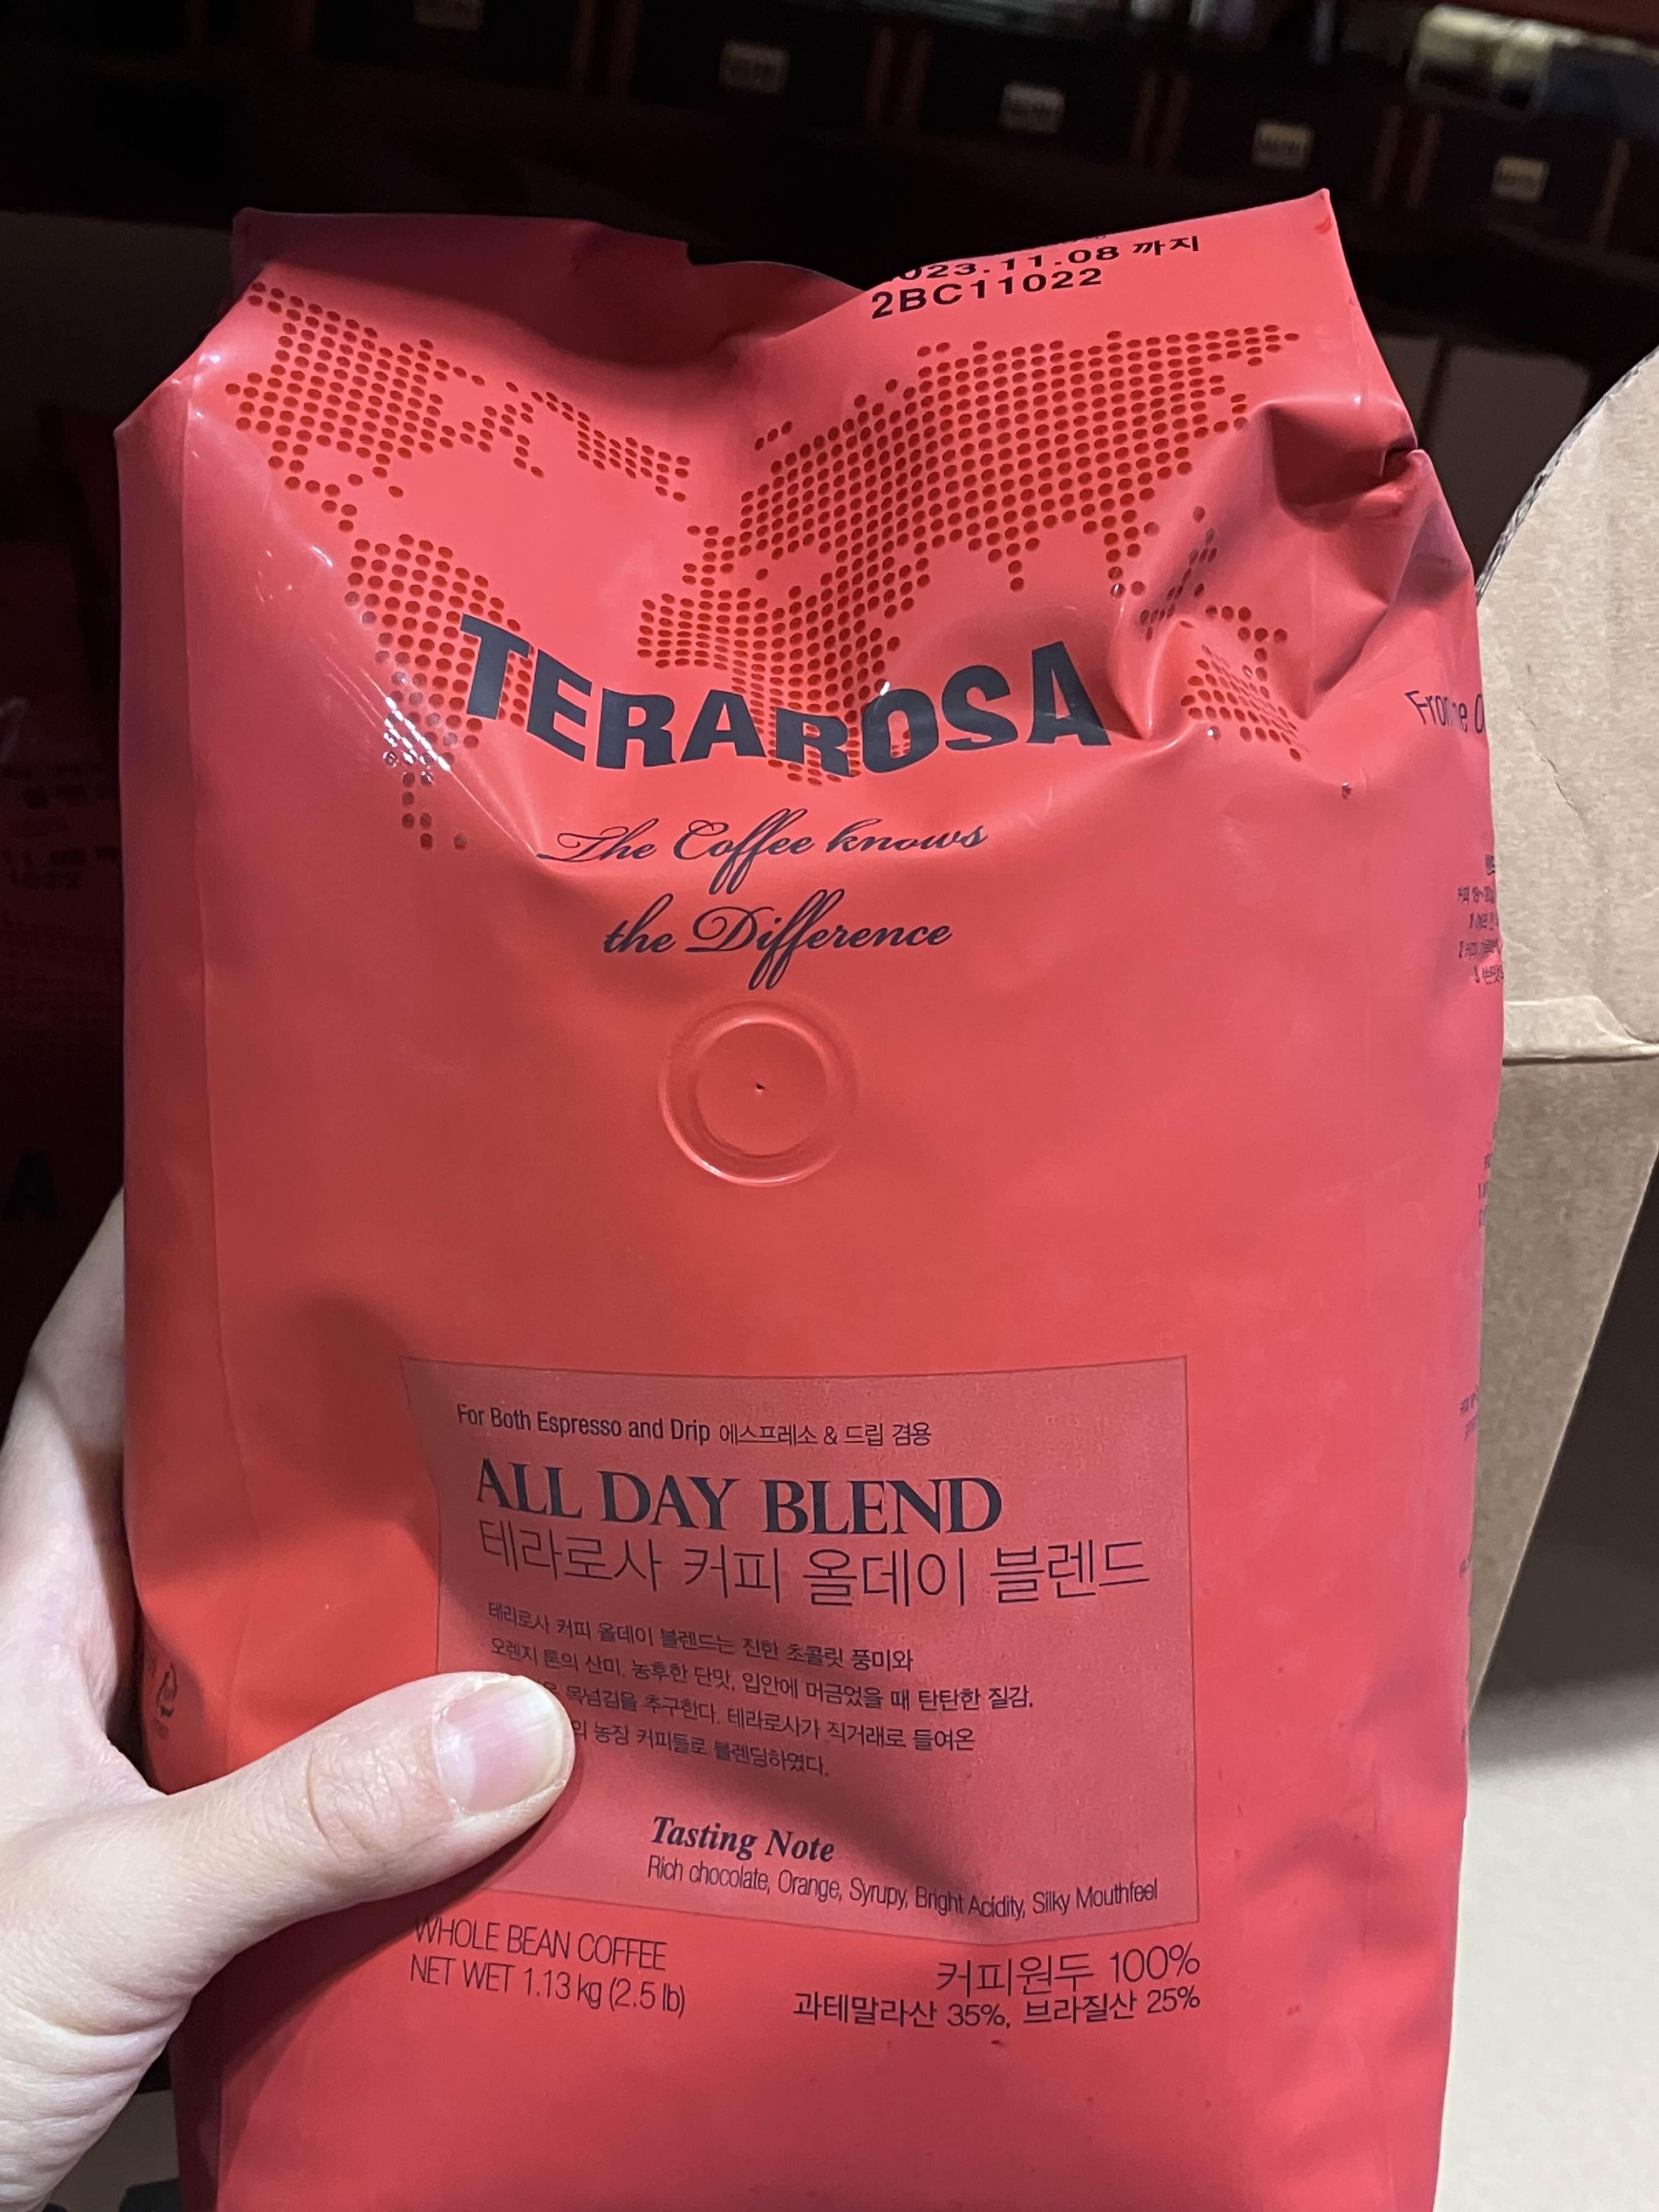 023.11.08 까지
2BC11022
TERAROSA
The Coffee knows
the Difference
For Both Espresso and Drip 에스프레소 & 드립 겸용
ALL DAY BLEND
테라로사 커피 올데이 블렌드
테라로사 커피 올데이 블렌드는 진한 초콜릿 풍미와
오렌지 톤의 산미, 농후한 단맛, 입안에 머금었을 때 탄탄한 질감,
목넘김을 추구한다. 테라로사가 직거래로 들여온
농장 커피들로 블렌딩하였다.
Tasting Note
Rich chocolate, Orange, Syrupy, Bright Acidity, Silky Mouthfeel
WHOLE BEAN COFFEE
NET WET 1.13 kg (2.5 lb)
커피원두 100%
과테말라산 35%, 브라질산 25%